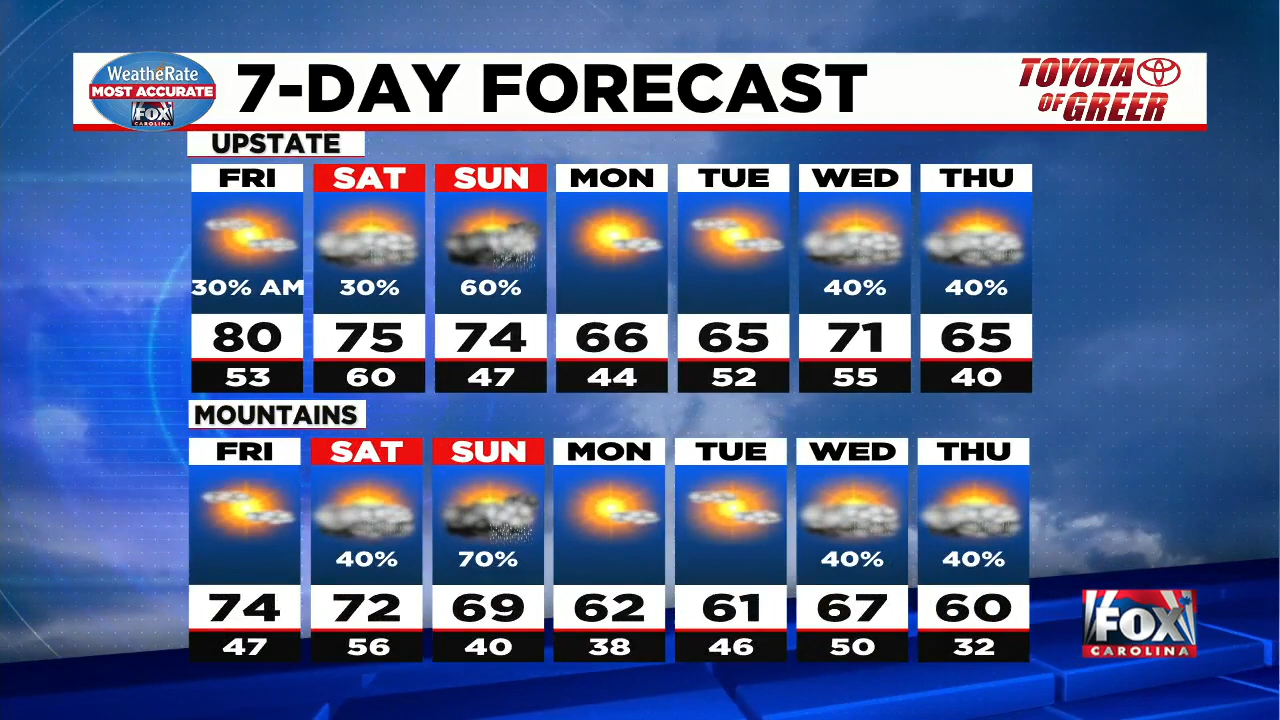 WeatheRate
MOST ACCURATE
FOX
CAROLINA
7-DAY FORECAST
TOYOTA
OF GREER
UPSTATE
FRI SAT SUN MON TUE WED THU
30% AM 30% 60% 40% 40%
80 75 74 66 65 71 65
53 60 47 44 52 55 40
MOUNTAINS
FRI SAT SUN MON TUE WED THU
40% 70% 40% 40%
74 72 69 62 61 67 60
47 56 40 38 46 50 32
FOX
CAROLINA